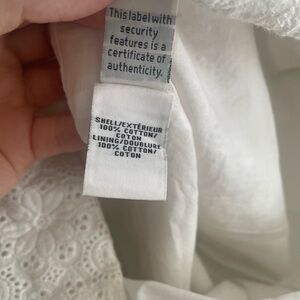 This label with
security
features is a
certificate of
authenticity.
SHELL/EXTÉRIEUR
100% COTTON/
COTON
LINING/DOUBLURE
100% COTTON/
COTON